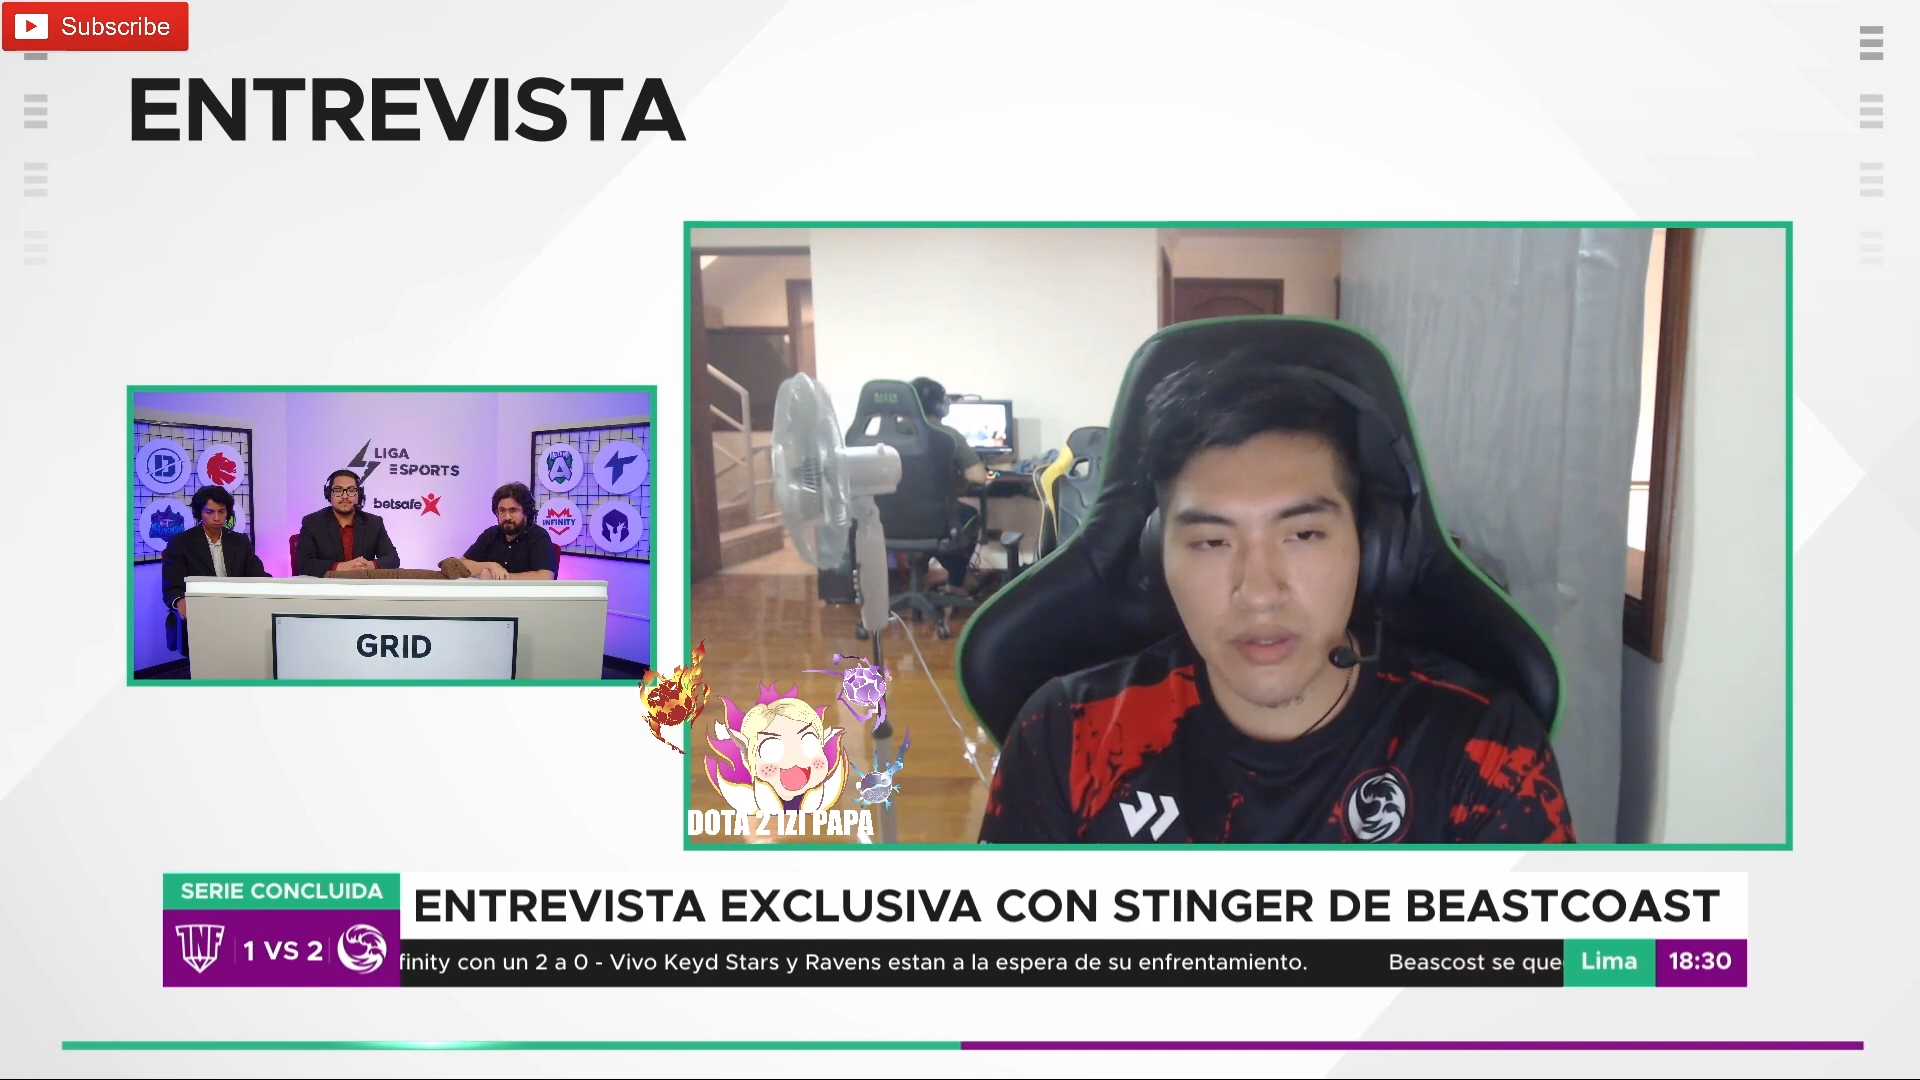 Subscribe
ENTREVISTA
LIGA
ESPORTS
betsafe
INFINITY
GRID
DOTA 2 IZI PAPA
SERIE CONCLUIDA
ENTREVISTA EXCLUSIVA CON STINGER DE BEASTCOAST
INF 1 VS 2
finity con un 2 a 0 - Vivo Keyd Stars y Ravens estan a la espera de su enfrentamiento. Beascost se que
Lima 18:30